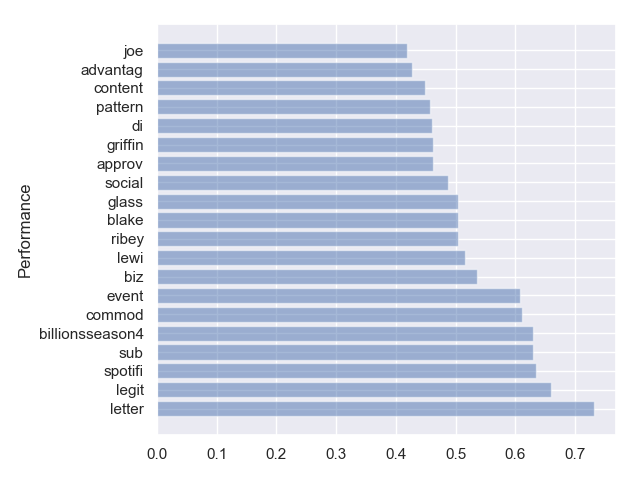 joe
advantag
content
pattern
di
griffin
approv
social
glass
blake
ribey
lewi
biz
event
commod
billionsseason4
sub
spotifi
legit
letter
Performance
0.0 0.1 0.2 0.3 0.4 0.5 0.6 0.7